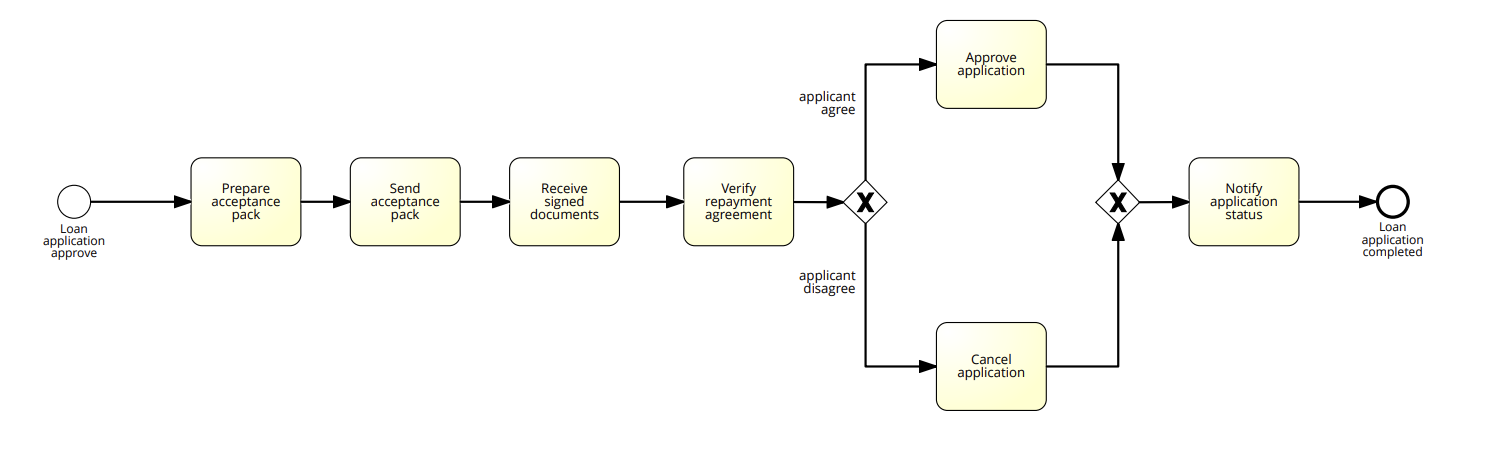 Loan
application
approve
Prepare
acceptance
pack
Send
acceptance
pack
Receive
signed
documents
Verify
repayment
agreement
applicant
agree
applicant
disagree
X
Approve
application
Cancel
application
X
Notify
application
status
Loan
application
completed